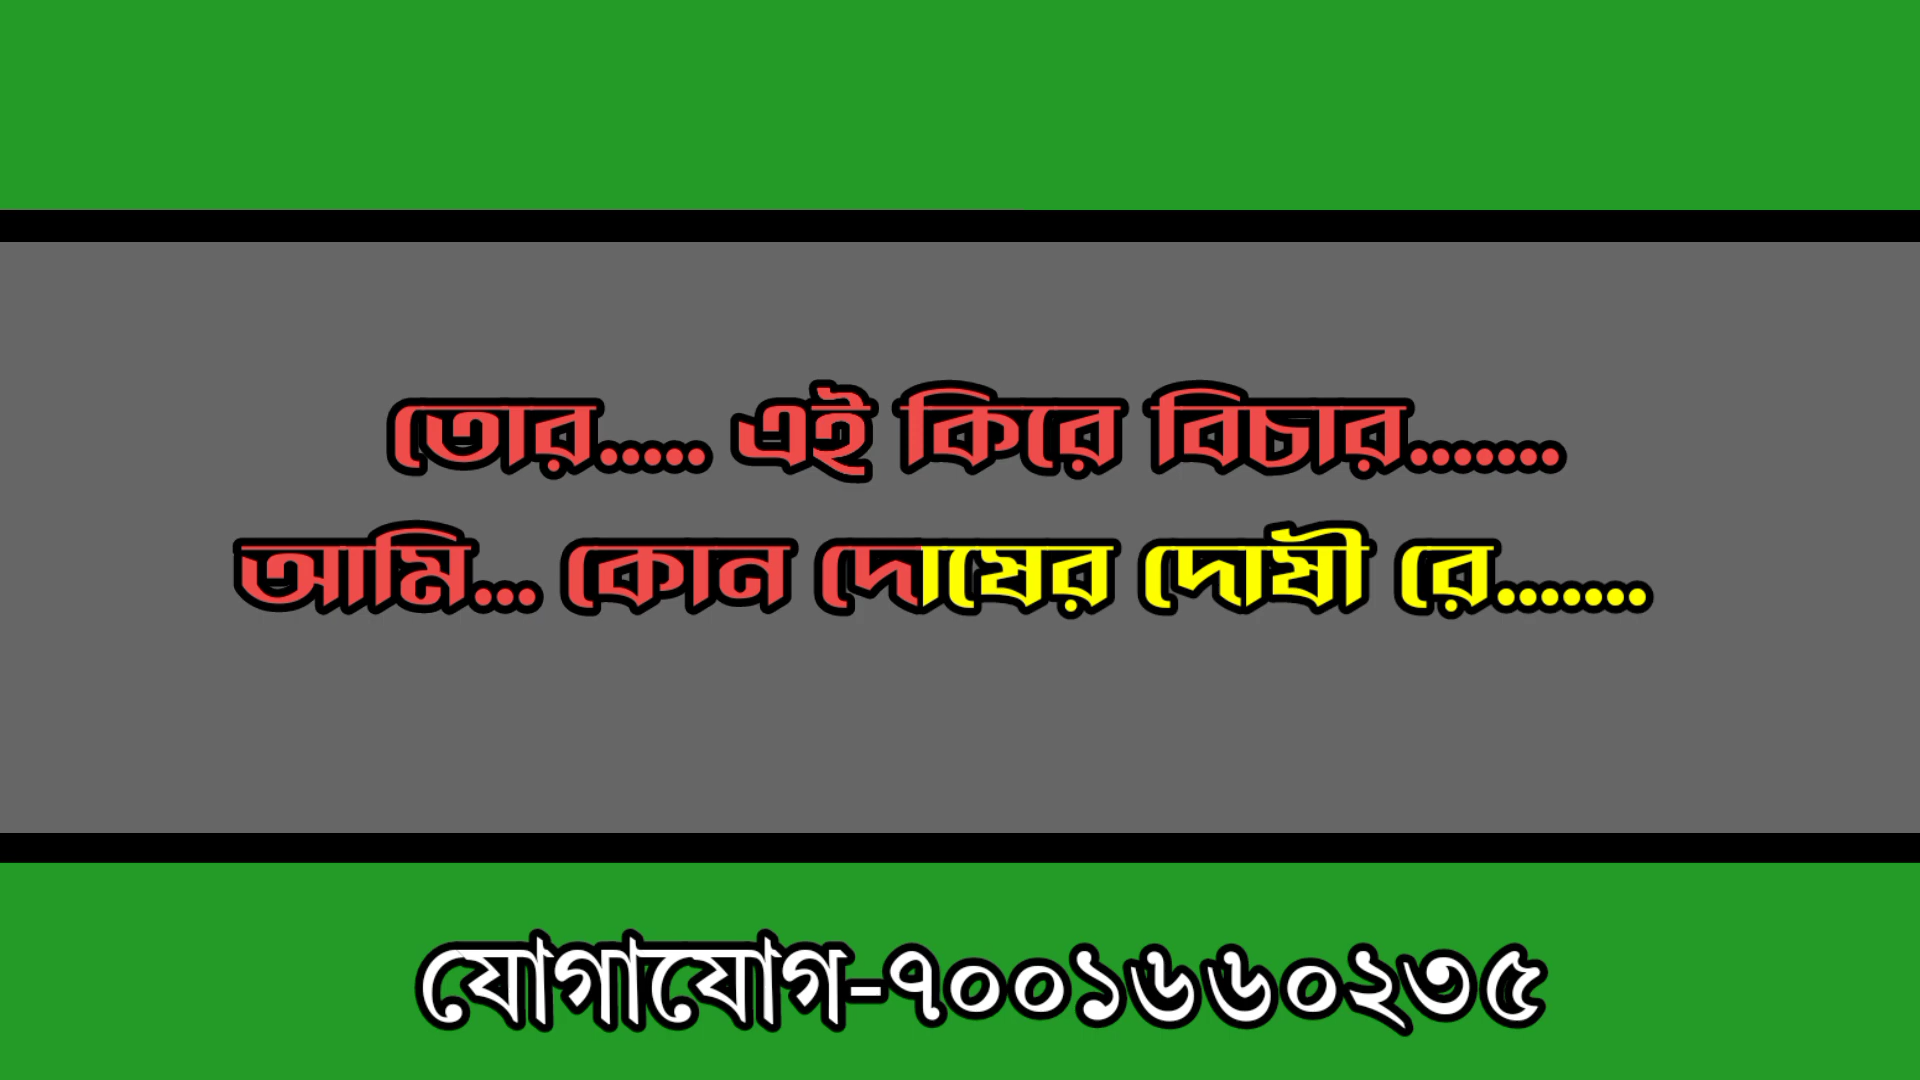 তোর..... এই কিরে বিচার.......
আমি... কোন দোষের দোষী রে.......
যোগাযোগ-৭০০১৬৬০২৩৫